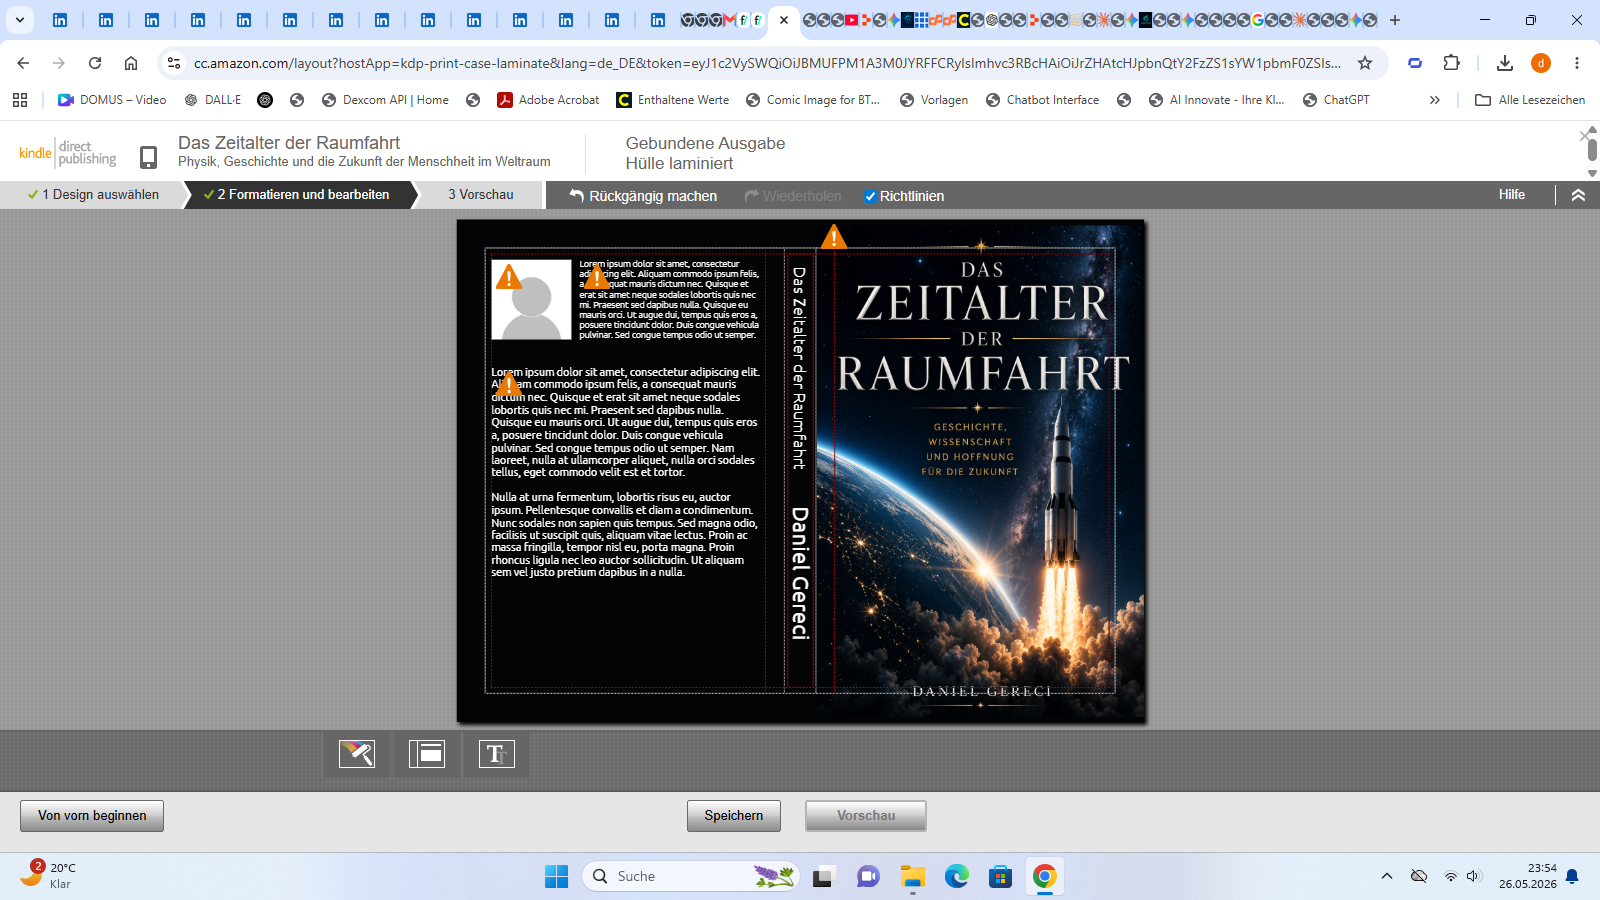 cc.amazon.com/layout?hostApp=kdp-print-case-laminate&lang=de_DE&token=
DOMUS – Video
DALL·E
Dexcom API | Home
Adobe Acrobat
Enthaltene Werte
Comic Image for BT...
Vorlagen
Chatbot Interface
AI Innovate - Ihre KI...
ChatGPT
Alle Lesezeichen
kindle direct publishing
Das Zeitalter der Raumfahrt
Physik, Geschichte und die Zukunft der Menschheit im Weltraum
Gebundene Ausgabe
Hülle laminiert
1 Design auswählen
2 Formatieren und bearbeiten
3 Vorschau
Rückgängig machen
Wiederholen
Richtlinien
Hilfe
Lorem ipsum dolor sit amet, consectetur
elit. Aliquam commodo ipsum felis,
a mauris dictum nec. Quisque et
erat sit amet neque sodales lobortis quis nec
mi. Praesent sed dapibus nulla. Quisque eu
mauris orci. Ut augue dui, tempus quis eros a,
posuere tincidunt dolor. Duis congue vehicula
pulvinar. Sed congue tempus odio ut semper.
Lorem ipsum dolor sit amet, consectetur adipiscing elit.
commodo ipsum felis, a consequat mauris
dictum nec. Quisque et erat sit amet neque sodales
lobortis quis nec mi. Praesent sed dapibus nulla.
Quisque eu mauris orci. Ut augue dui, tempus quis eros
a, posuere tincidunt dolor. Duis congue vehicula
pulvinar. Sed congue tempus odio ut semper. Nam
laoreet, nulla at ullamcorper aliquet, nulla orci sodales
tellus, eget commodo velit est et tortor.
Nulla at urna fermentum, lobortis risus eu, auctor
ipsum. Pellentesque convallis et diam a condimentum.
Nunc sodales non sapien quis tempus. Sed magna odio,
facilisis ut suscipit quis, aliquam vitae lectus. Proin ac
massa fringilla, tempor nisl eu, porta magna. Proin
rhoncus ligula nec leo auctor sollicitudin. Ut aliquam
sem vel justo pretium dapibus in a nulla.
Das Zeitalter der Raumfahrt
Daniel Gereci
DAS
ZEITALTER
DER
RAUMFAHRT
GESCHICHTE,
WISSENSCHAFT
UND HOFFNUNG
FÜR DIE ZUKUNFT
DANIEL GERECI
Von vorn beginnen
Speichern
Vorschau
2
20°C
Klar
Suche
23:54
26.05.2026